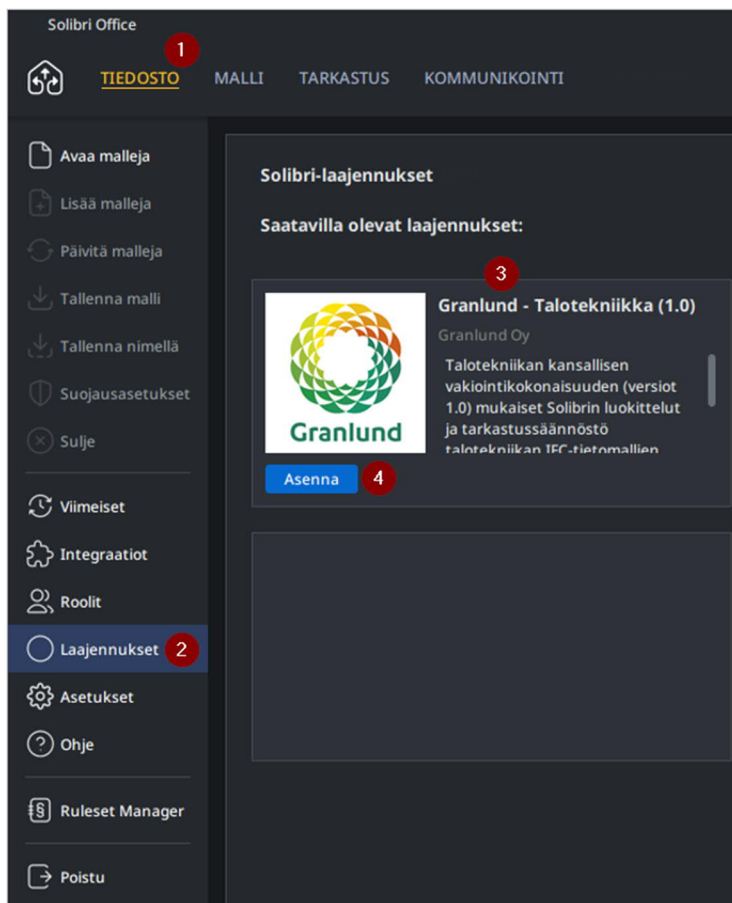 Solibri Office
1
TIEDOSTO MALLI TARKASTUS KOMMUNIKOINTI
Avaa malleja
Lisää malleja
Päivitä malleja
Tallenna malli
Tallenna nimellä
Suojausasetukset
Sulje
Viimeiset
Integraatiot
Roolit
Laajennukset 2
Asetukset
Ohje
Ruleset Manager
Poistu
Solibri-laajennukset
Saatavilla olevat laajennukset:
3
Granlund
Granlund - Talotekniikka (1.0)
Granlund Oy
Talotekniikan kansallisen
vakiointikokonaisuuden (versiot
1.0) mukaiset Solibrin luokittelut
ja tarkastussäännöstö
talotekniikan IFC-tietomallien
Asenna 4